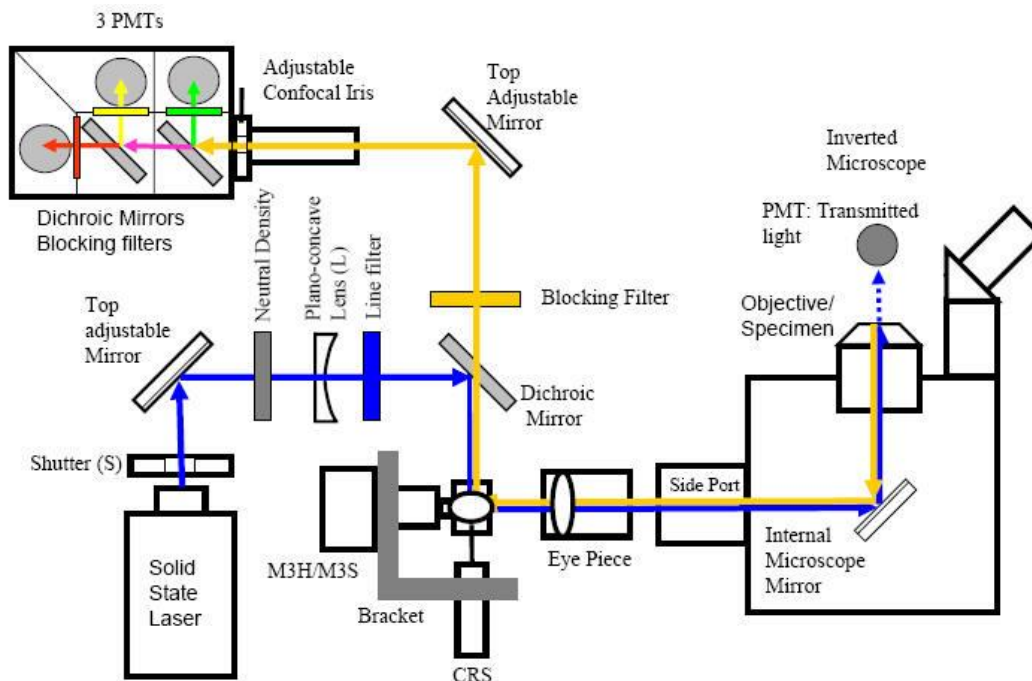 3 PMTs
Adjustable
Confocal Iris
Top
Adjustable
Mirror
Inverted
Microscope
PMT: Transmitted
light
Dichroic Mirrors
Blocking filters
Neutral Density
Plano-concave
Lens (L)
Line filter
Blocking Filter
Objective/
Specimen
Top
adjustable
Mirror
Dichroic
Mirror
Shutter (S)
Side Port
Eye Piece
Internal
Microscope
Mirror
M3H/M3S
Solid
State
Laser
Bracket
CRS